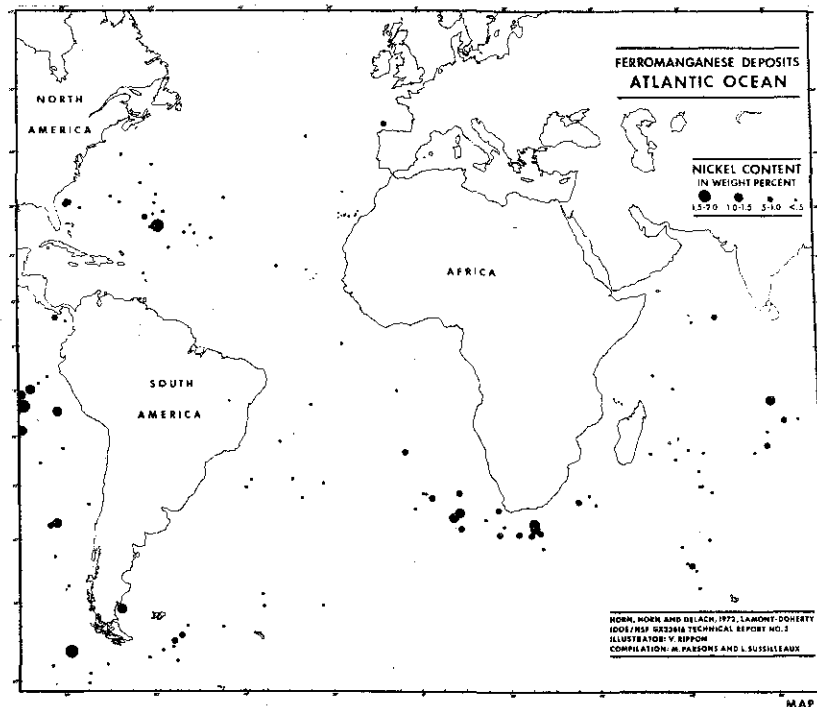 FERROMANGANESE DEPOSITS
ATLANTIC OCEAN
NORTH
AMERICA
NICKEL CONTENT
IN WEIGHT PERCENT
1.5-2.0 1.0-1.5 .5-1.0 <.5
AFRICA
SOUTH
AMERICA
HORN, HORN AND DELACH, 1972, LAMONT-DOHERTY
IDOE/NSF GX33616 TECHNICAL REPORT NO. 3
ILLUSTRATOR: V. RIPPON
COMPILATION: M. PARSONS AND L. SUSSILLEAUX
MAP